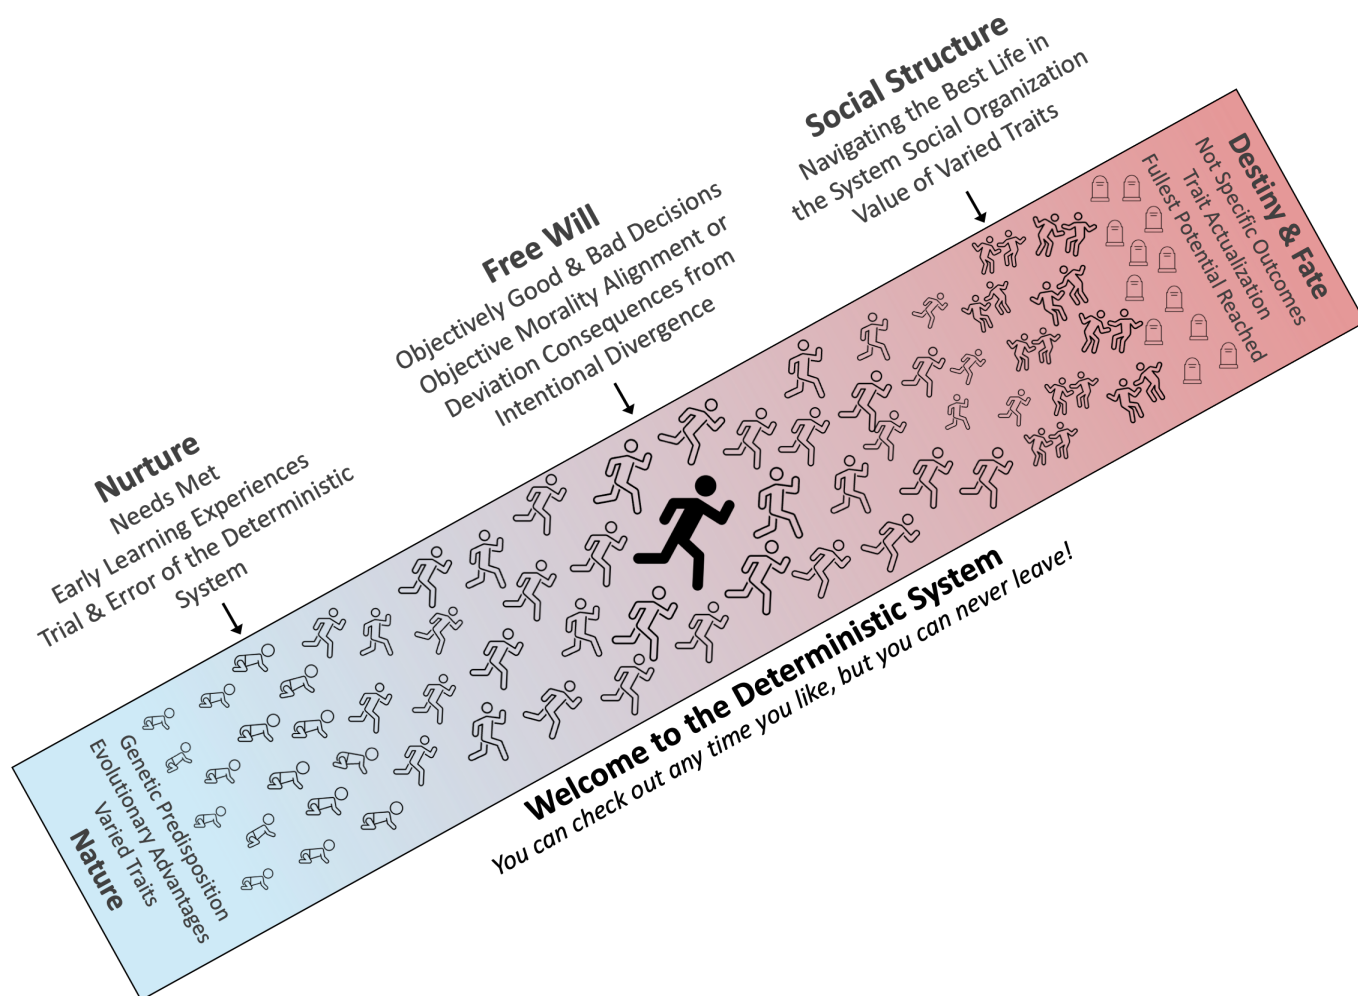 Social Structure
Navigating the Best Life in
the System Social Organization
Value of Varied Traits
Destiny & Fate
Not Specific Outcomes
Trait Actualization
Fullest Potential Reached
Free Will
Objectively Good & Bad Decisions
Objective Morality Alignment or
Deviation Consequences from
Intentional Divergence
Nurture
Needs Met
Early Learning Experiences
Trial & Error of the Deterministic
System
Genetic Predisposition
Evolutionary Advantages
Varied Traits
Nature
Welcome to the Deterministic System
You can check out any time you like, but you can never leave!